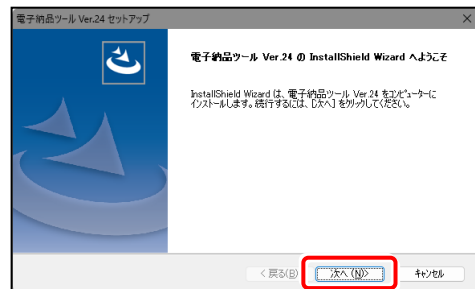 電子納品ツール Ver.24 セットアップ
電子納品ツール Ver.24 の InstallShield Wizard へようこそ
InstallShield Wizard は、電子納品ツール Ver.24 をコンピューターに
インストールします。続行するには、[次へ] をクリックしてください。
< 戻る(B)
次へ (N)>
キャンセル